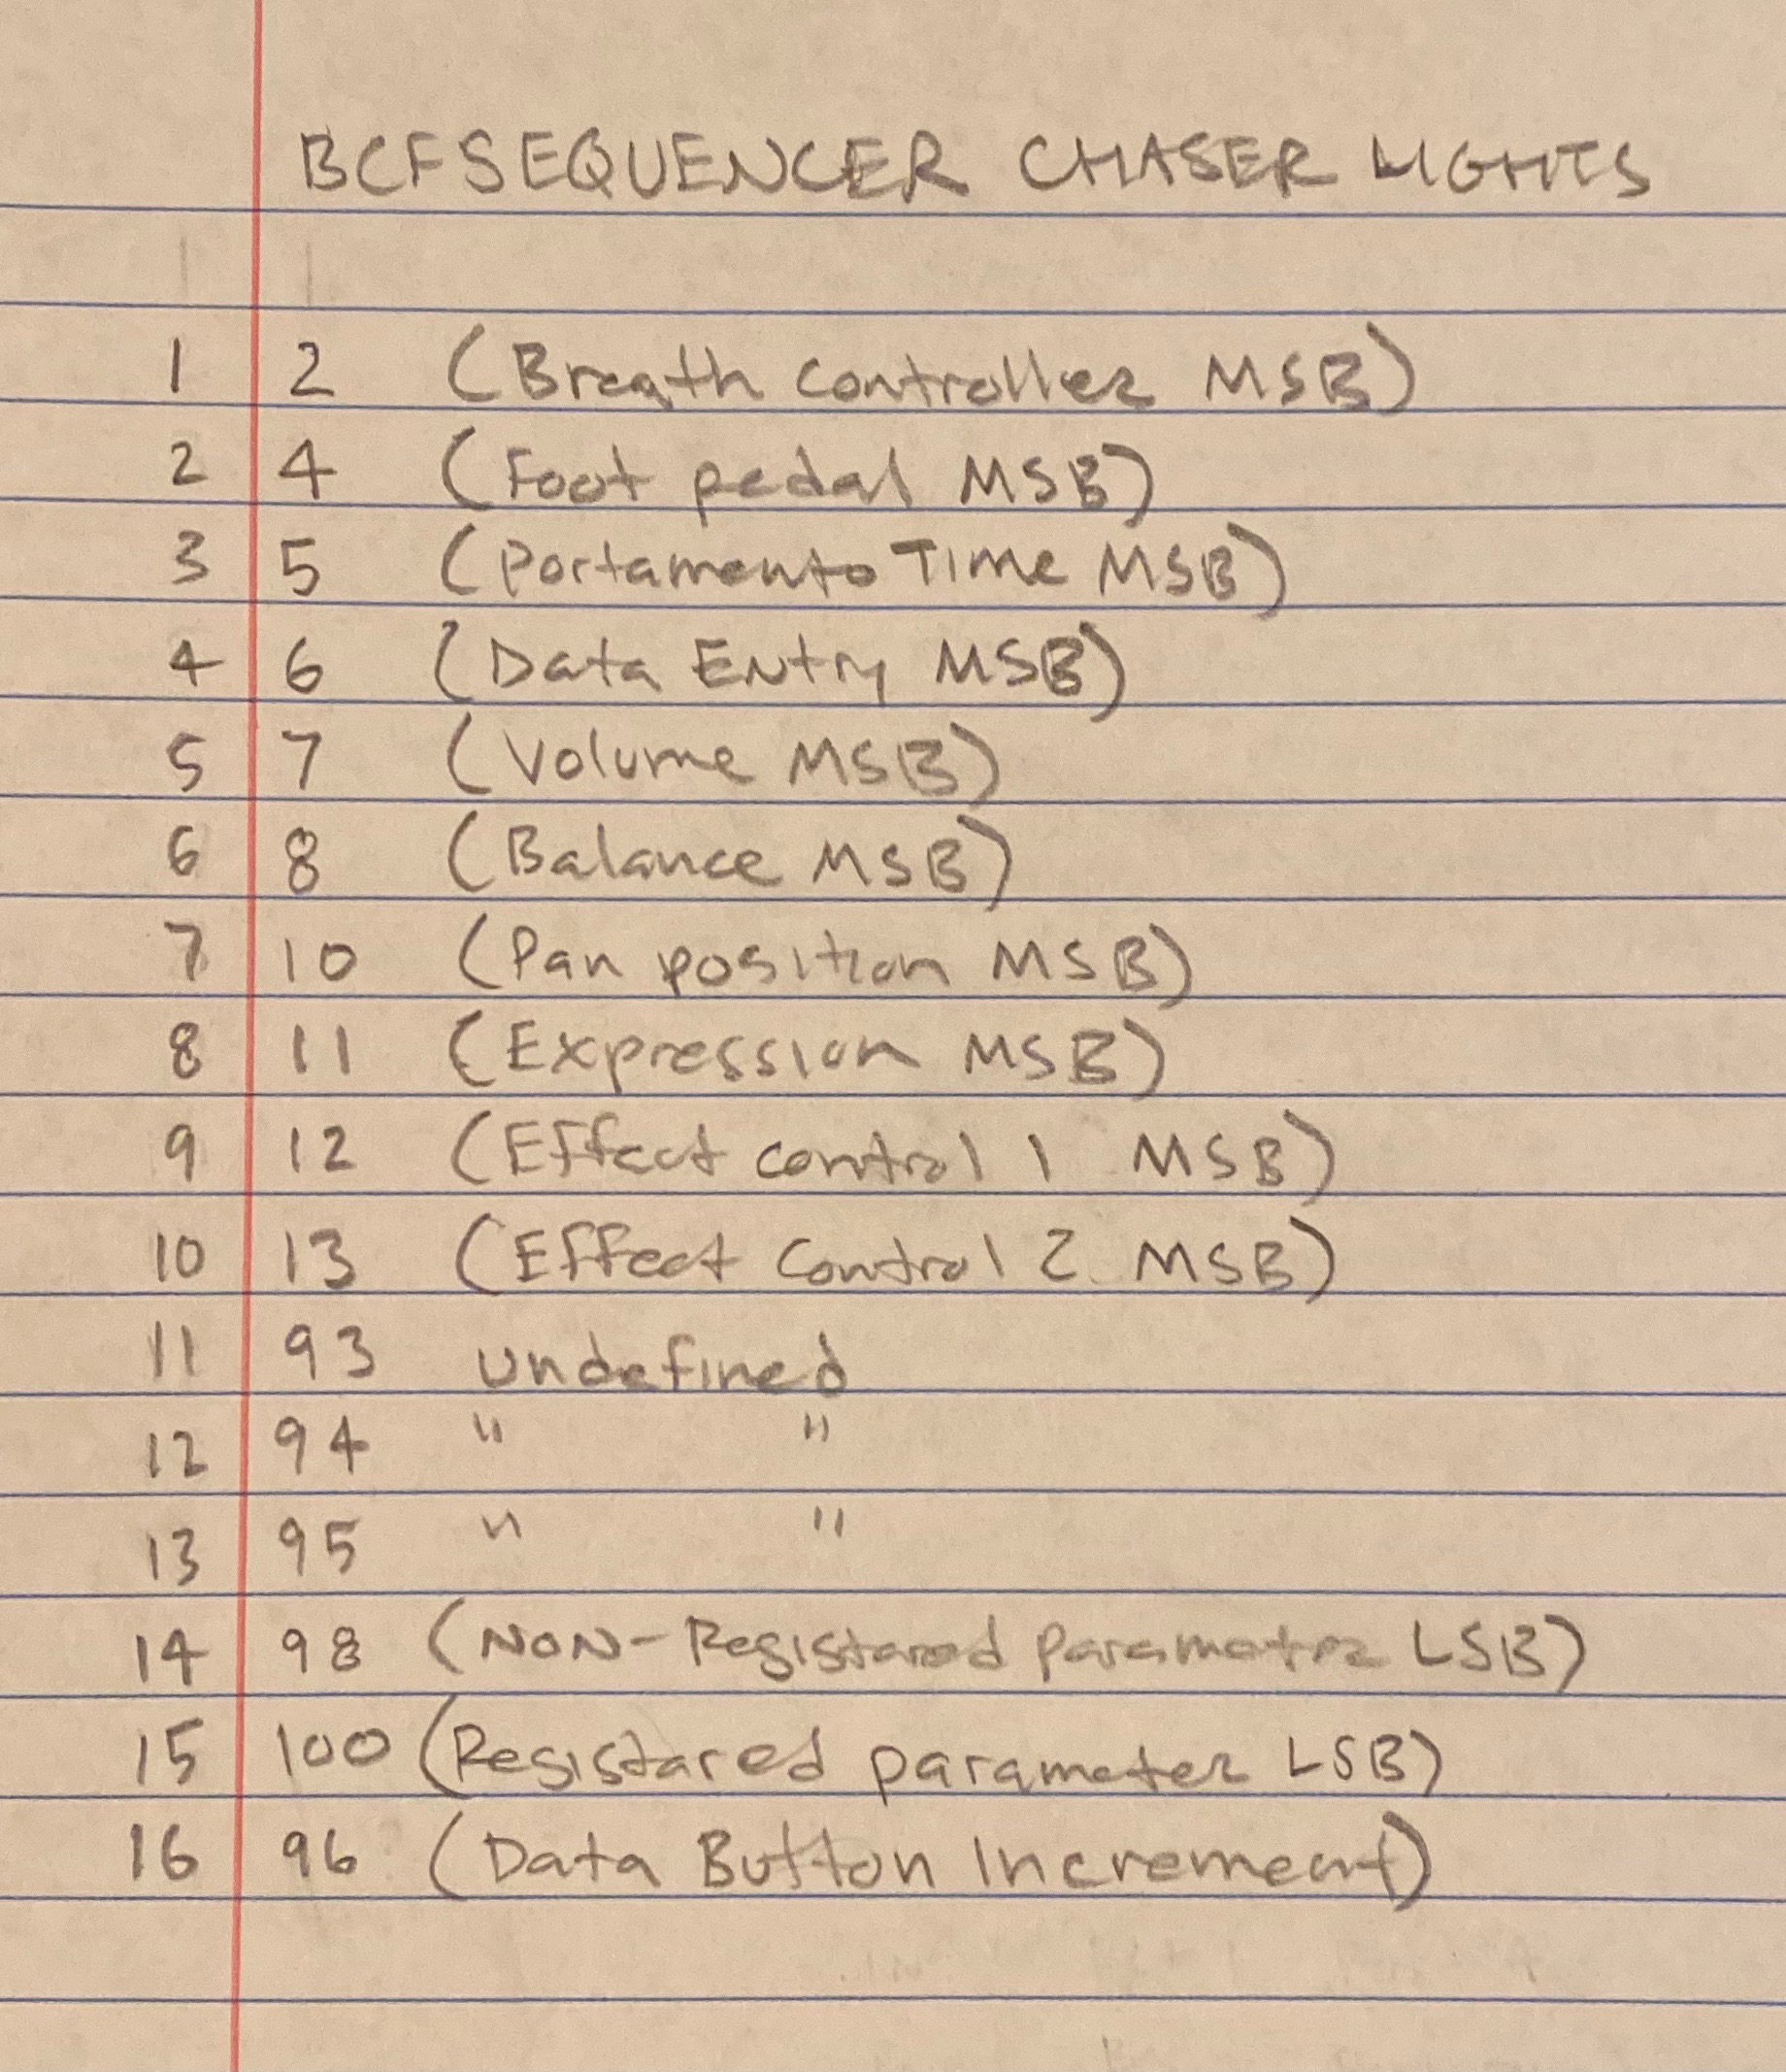 BCF SEQUENCER CHASER LIGHTS
1 2 (Breath controller MSB)
2 4 (Foot pedal MSB)
3 5 (Portamento Time MSB)
4 6 (Data Entry MSB)
5 7 (Volume MSB)
6 8 (Balance MSB)
7 10 (Pan position MSB)
8 11 (Expression MSB)
9 12 (Effect control 1 MSB)
10 13 (Effect Control 2 MSB)
11 93 undefined
12 94 " "
13 95 " "
14 98 (NON-Registared parameter LSB)
15 100 (Registared parameter LSB)
16 96 (Data Button Increment)